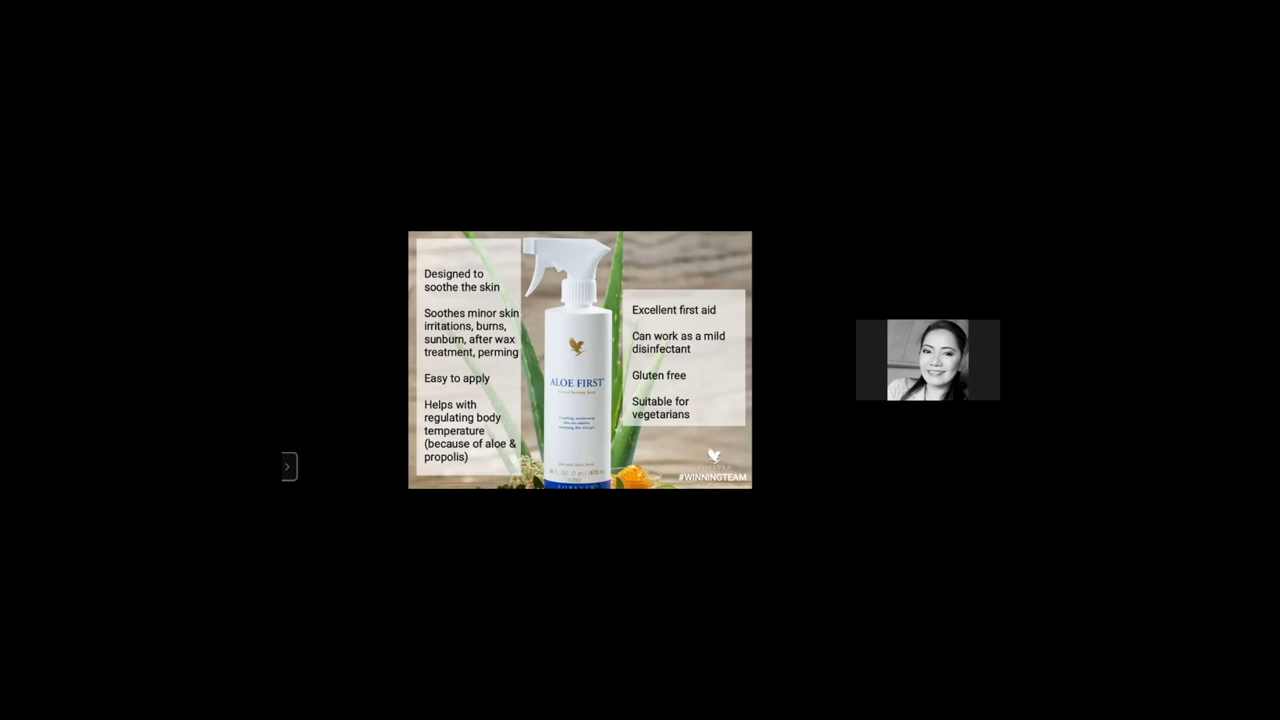 Designed to
soothe the skin
Soothes minor skin
irritations, burns,
sunburn, after wax
treatment, perming
Easy to apply
Helps with
regulating body
temperature
(because of aloe &
propolis)
ALOE FIRST
Excellent first aid
Can work as a mild
disinfectant
Gluten free
Suitable for
vegetarians
FOREVER
#WINNINGTEAM
FOREVER